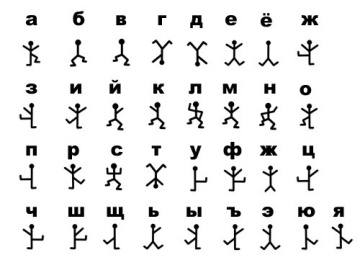 а б в г д е ё ж
з и й к л м н о
п р с т у ф ж ц
ч ш щ ь ы ъ э ю я